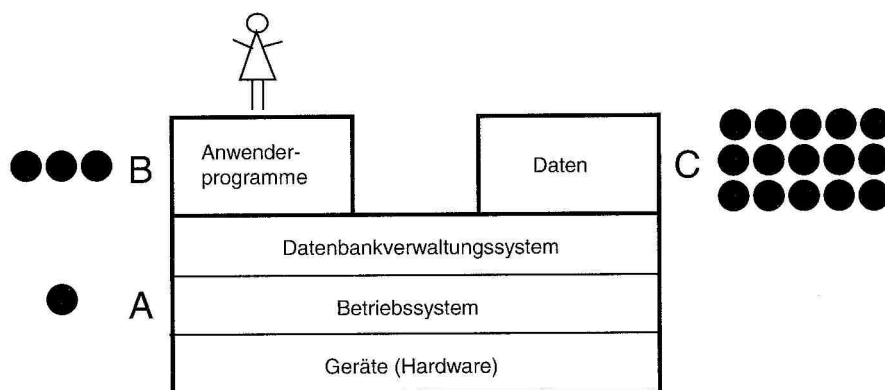 Anwender-
programme
B
Daten
C
Datenbankverwaltungssystem
A
Betriebssystem
Geräte (Hardware)